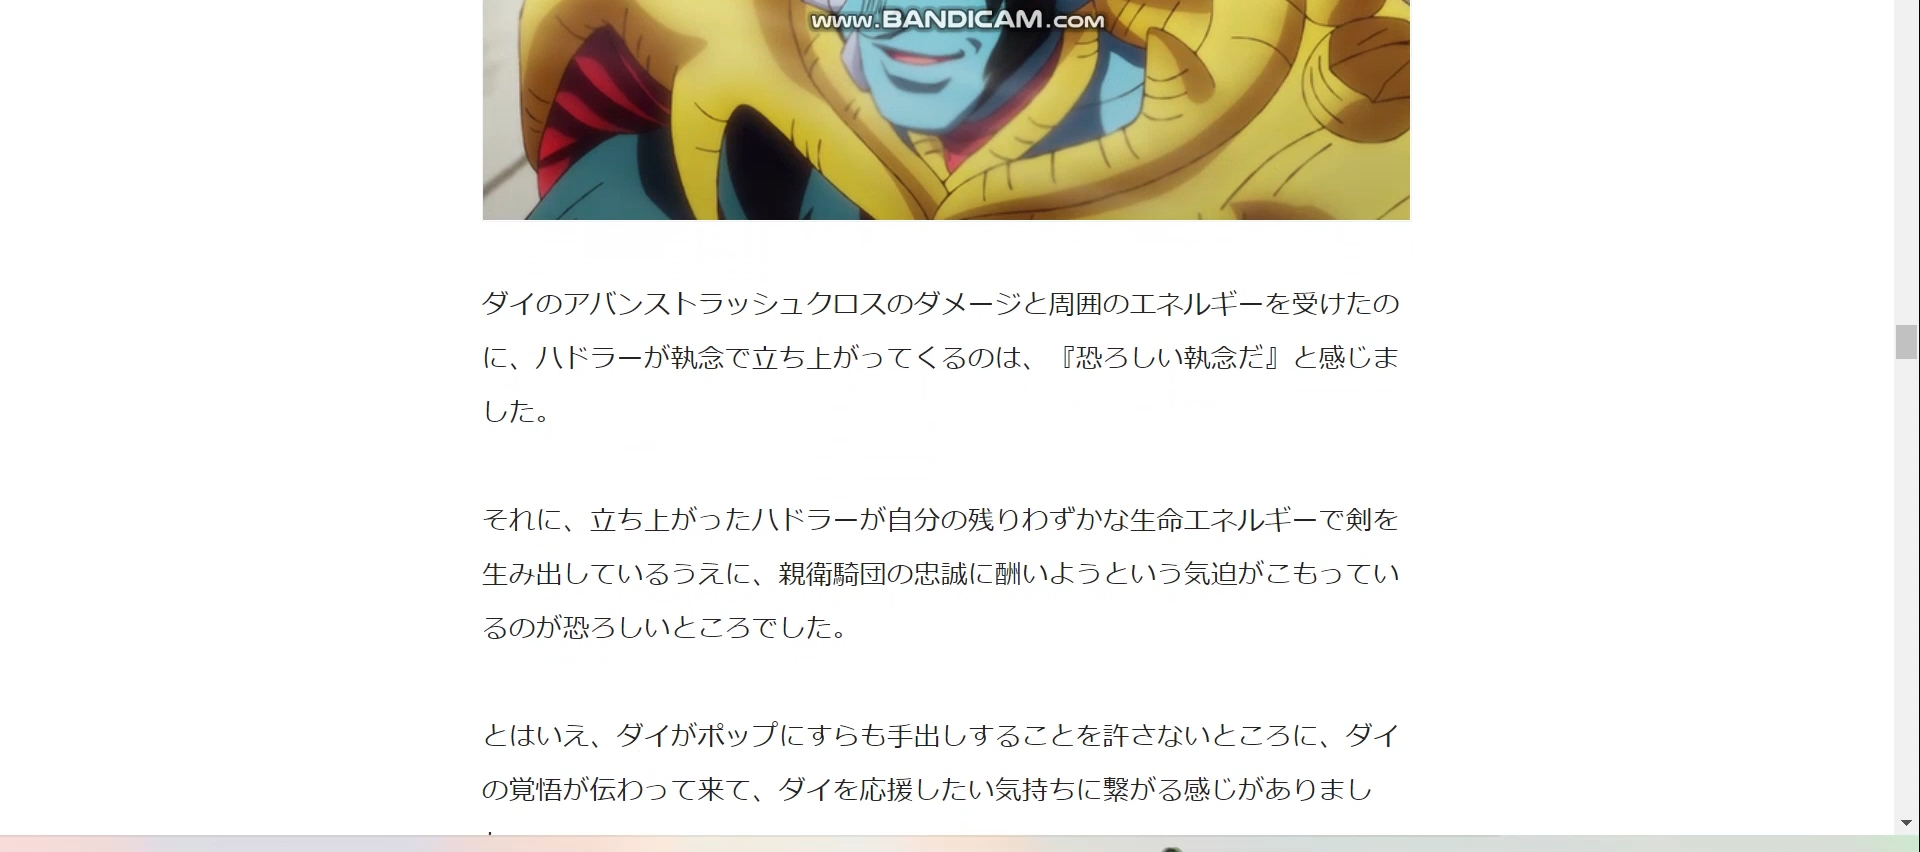 www.BANDICAM.com
ダイのアバンストラッシュクロスのダメージと周囲のエネルギーを受けたの
に、ハドラーが執念で立ち上がってくるのは、『恐ろしい執念だ』と感じま
した。
それに、立ち上がったハドラーが自分の残りわずかな生命エネルギーで剣を
生み出しているうえに、親衛騎団の忠誠に酬いようという気迫がこもってい
るのが恐ろしいところでした。
とはいえ、ダイがポップにすらも手出しすることを許さないところに、ダイ
の覚悟が伝わって来て、ダイを応援したい気持ちに繋がる感じがありまし